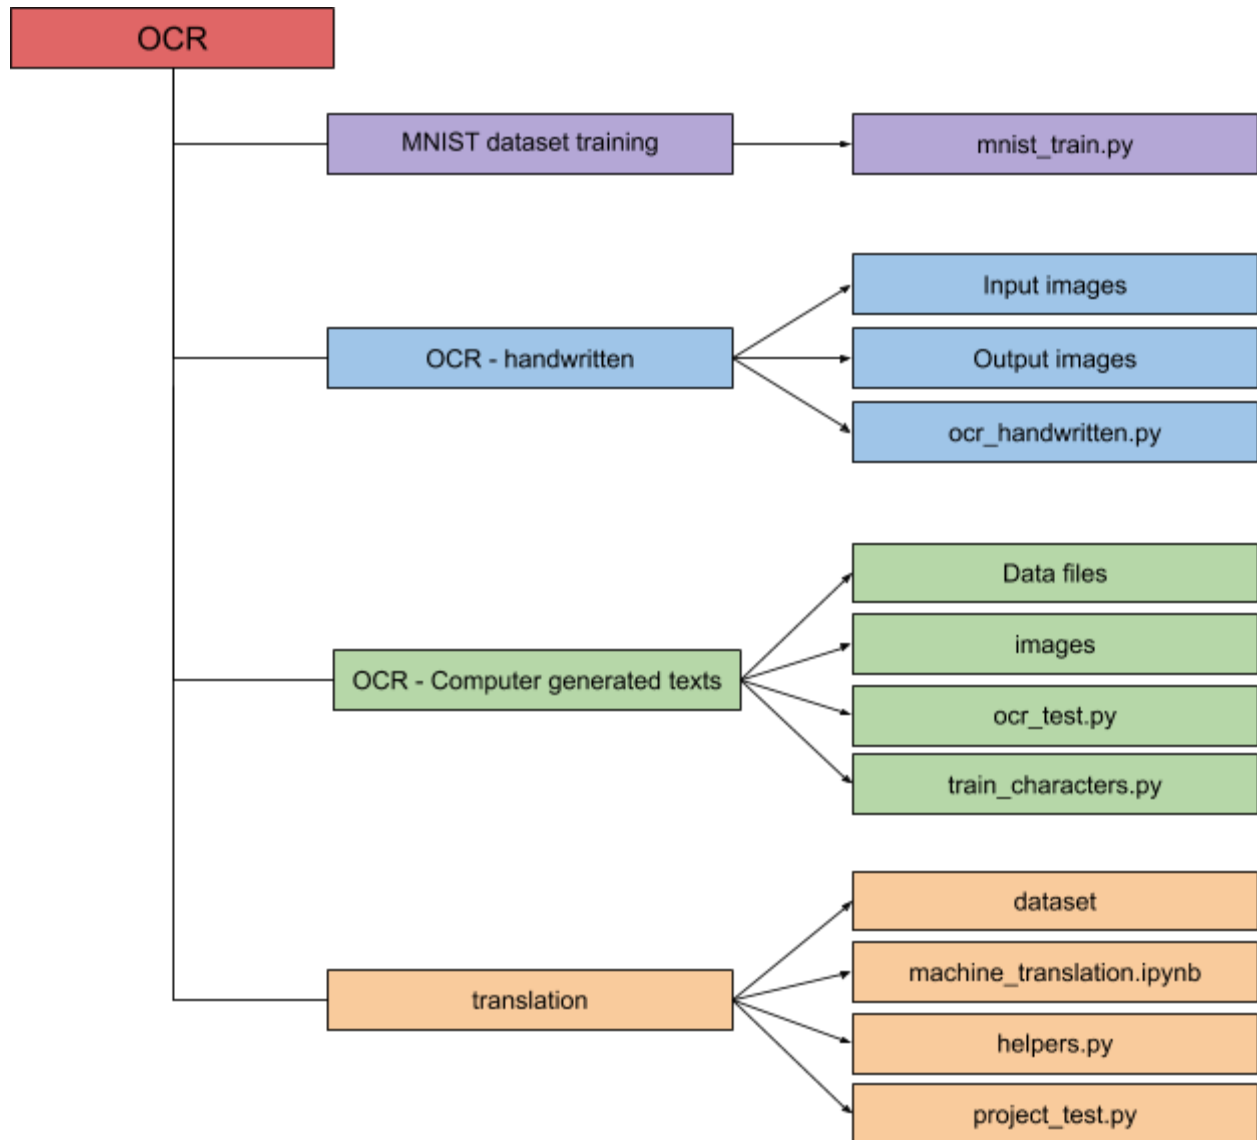 OCR
MNIST dataset training
mnist_train.py
Input images
OCR - handwritten
Output images
ocr_handwritten.py
Data files
images
OCR - Computer generated texts
ocr_test.py
train_characters.py
dataset
machine_translation.ipynb
translation
helpers.py
project_test.py